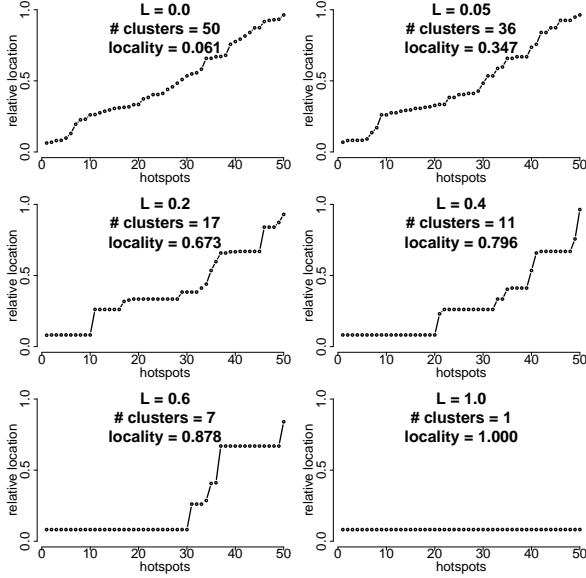 L = 0.0
# clusters = 50
locality = 0.061
relative location
0.0 0.5 1.0
0 10 20 30 40 50
hotspots
L = 0.05
# clusters = 36
locality = 0.347
relative location
0.0 0.5 1.0
0 10 20 30 40 50
hotspots
L = 0.2
# clusters = 17
locality = 0.673
relative location
0.0 0.5 1.0
0 10 20 30 40 50
hotspots
L = 0.4
# clusters = 11
locality = 0.796
relative location
0.0 0.5 1.0
0 10 20 30 40 50
hotspots
L = 0.6
# clusters = 7
locality = 0.878
relative location
0.0 0.5 1.0
0 10 20 30 40 50
hotspots
L = 1.0
# clusters = 1
locality = 1.000
relative location
0.0 0.5 1.0
0 10 20 30 40 50
hotspots